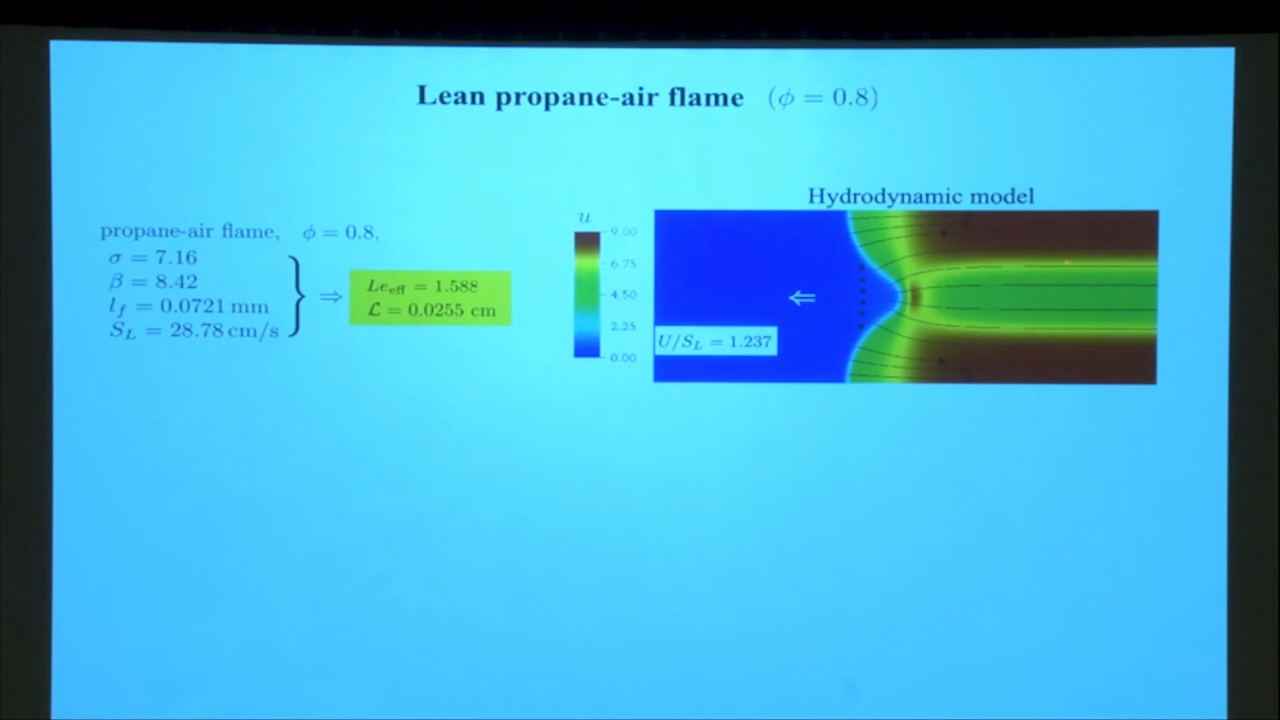 Lean propane-air flame (ϕ = 0.8)
propane-air flame, ϕ = 0.8,
σ = 7.16
β = 8.42
l_f = 0.0721 mm
S_L = 28.78 cm/s
⇒
Le_eff = 1.588
ℒ = 0.0255 cm
Hydrodynamic model
u
9.00
6.75
4.50
2.25
0.00
⇐
U/S_L = 1.237